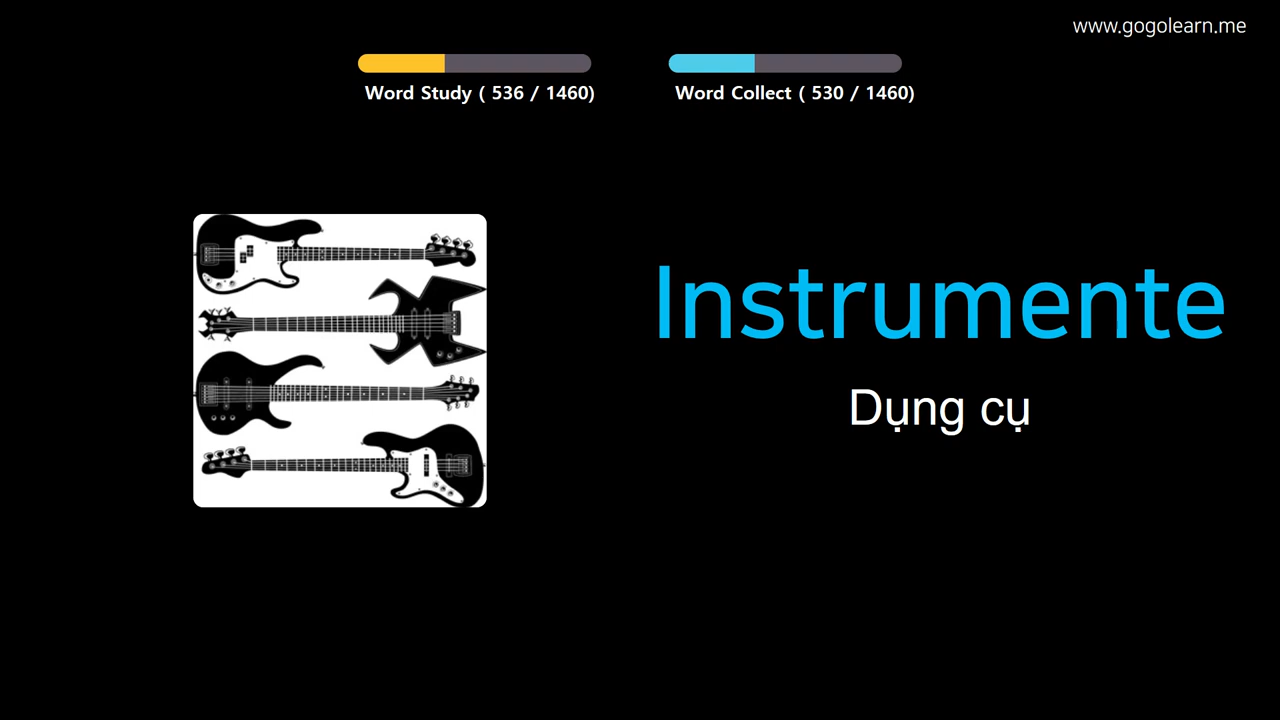 www.gogolearn.me
Word Study ( 536 / 1460)
Word Collect ( 530 / 1460)
Instrumente
Dụng cụ